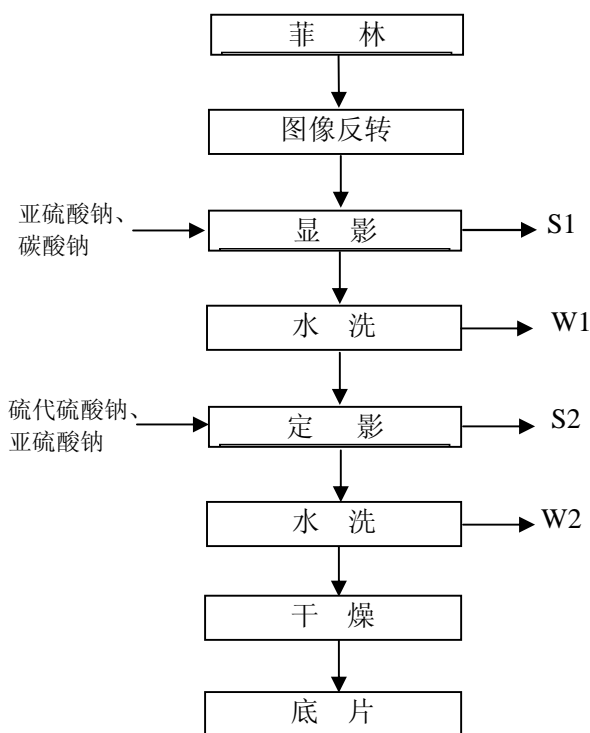 菲 林
图像反转
亚硫酸钠、
碳酸钠
显 影
S1
水 洗
W1
硫代硫酸钠、
亚硫酸钠
定 影
S2
水 洗
W2
干 燥
底 片